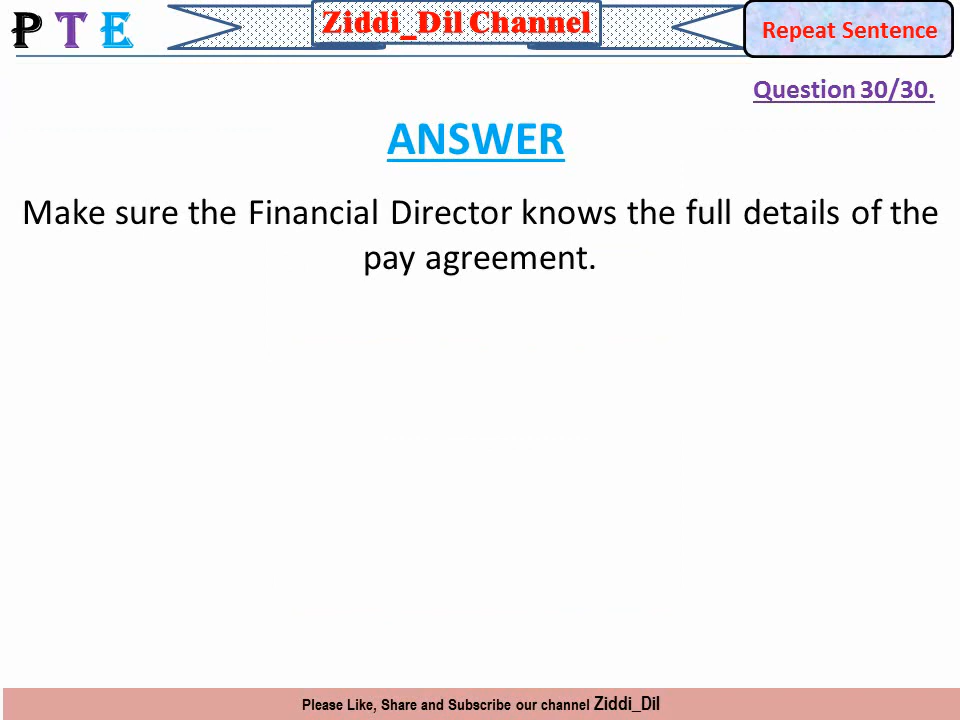 P T E
Ziddi_Dil Channel
Repeat Sentence
Question 30/30.
ANSWER
Make sure the Financial Director knows the full details of the
pay agreement.
Please Like, Share and Subscribe our channel Ziddi_Dil